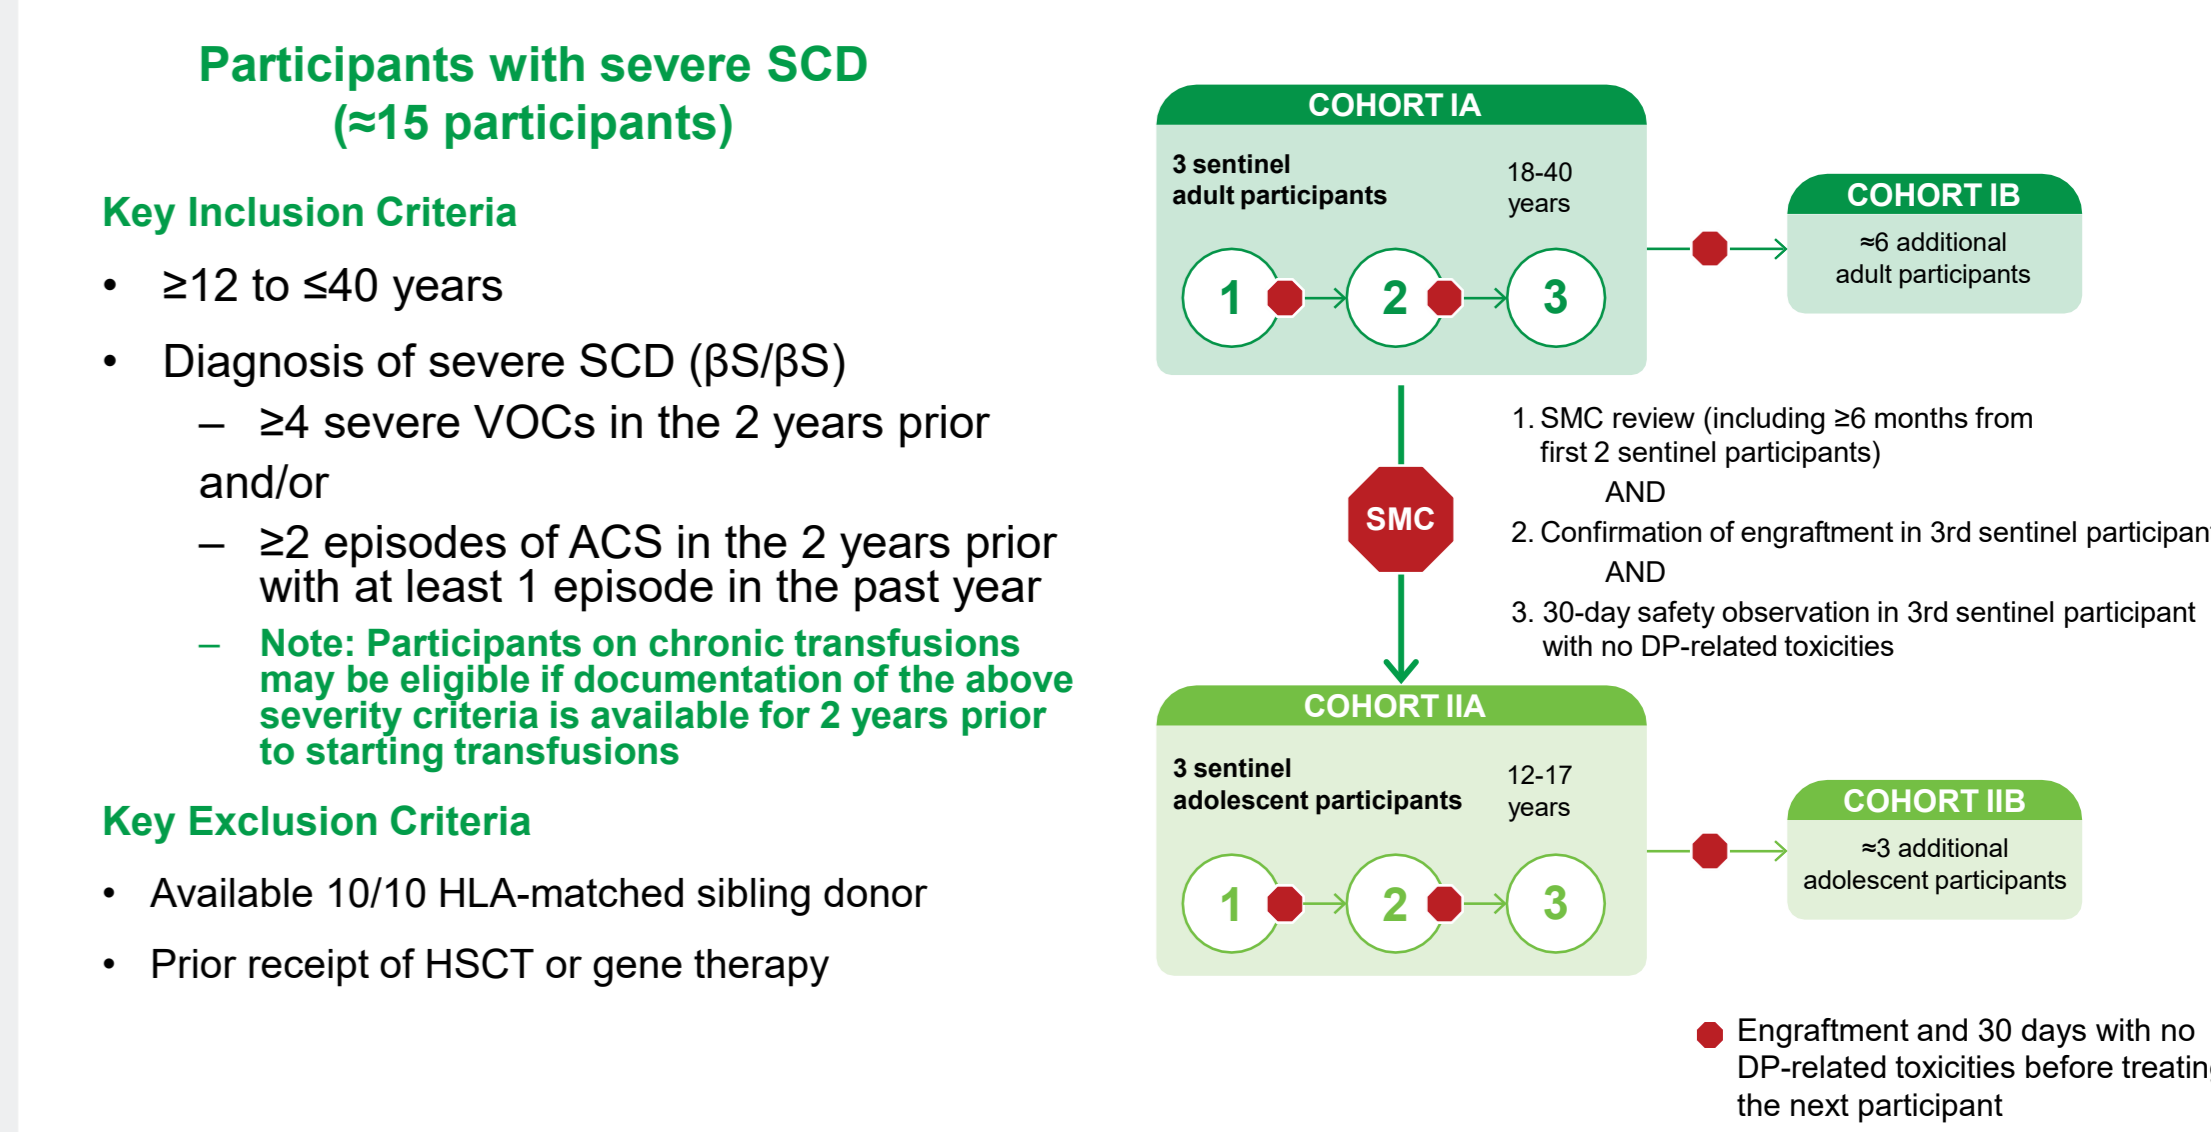 Participants with severe SCD
(≈15 participants)
Key Inclusion Criteria
• ≥12 to ≤40 years
• Diagnosis of severe SCD (βS/βS)
– ≥4 severe VOCs in the 2 years prior
and/or
– ≥2 episodes of ACS in the 2 years prior
with at least 1 episode in the past year
– Note: Participants on chronic transfusions
may be eligible if documentation of the above
severity criteria is available for 2 years prior
to starting transfusions
Key Exclusion Criteria
• Available 10/10 HLA-matched sibling donor
• Prior receipt of HSCT or gene therapy
COHORT IA
3 sentinel
adult participants
18-40
years
1 2 3
COHORT IB
≈6 additional
adult participants
SMC
1. SMC review (including ≥6 months from
first 2 sentinel participants)
AND
2. Confirmation of engraftment in 3rd sentinel participan
AND
3. 30-day safety observation in 3rd sentinel participant
with no DP-related toxicities
COHORT IIA
3 sentinel
adolescent participants
12-17
years
1 2 3
COHORT IIB
≈3 additional
adolescent participants
Engraftment and 30 days with no
DP-related toxicities before treating
the next participant